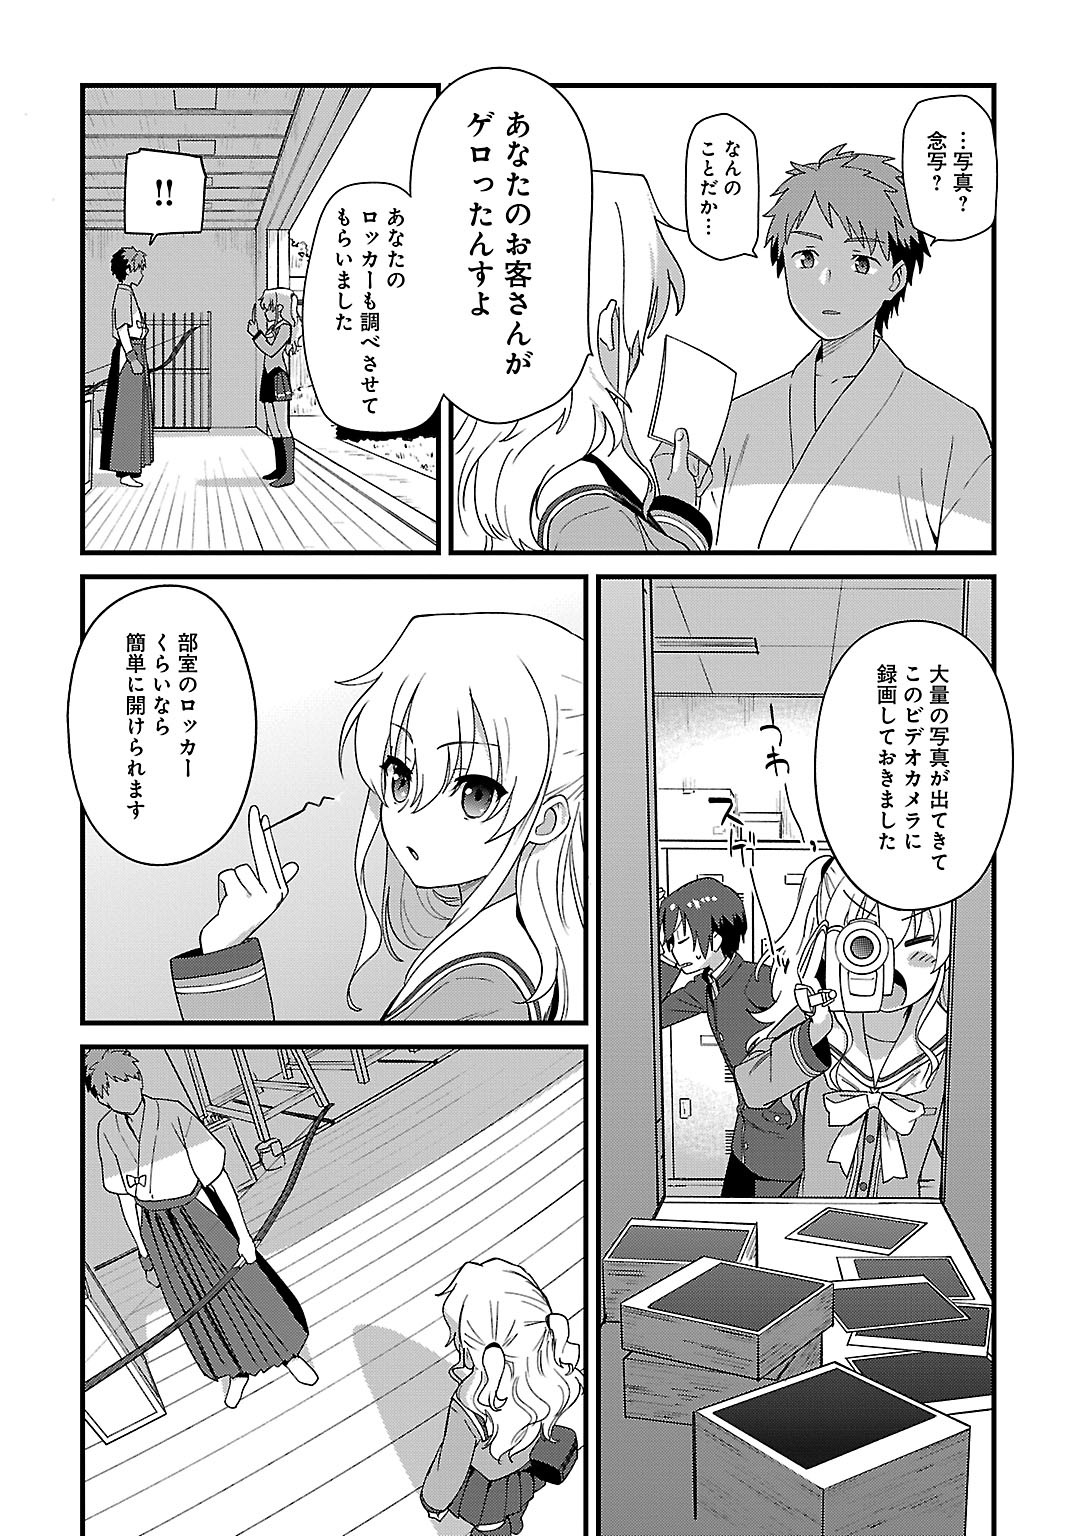 …写真？
念写？
なんの
ことだか…
あなたのお客さんが
ゲロったんすよ
あなたの
ロッカーも調べさせて
もらいました
!!
大量の写真が出てきて
このビデオカメラに
録画しておきました
部室のロッカー
くらいなら
簡単に開けられます